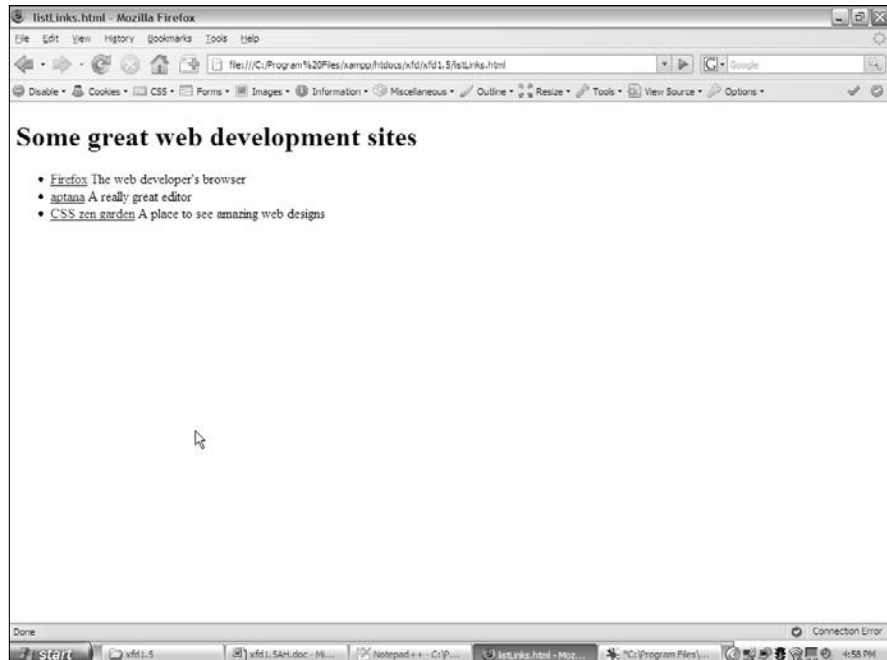 listLinks.html - Mozilla Firefox
File Edit View History Bookmarks Tools Help
file:///C:/Program%20Files/xampp/htdocs/xfd/xfd1.5/listLinks.html G Google
Disable CSS Cookies Forms Images Information Miscellaneous Outline Resize Tools View Source Options
Some great web development sites
• Firefox The web developer's browser
• aptana A really great editor
• CSS zen garden A place to see amazing web designs
Done Connection Error
start xfd1.5 xfd1.5AH.doc - Mi... Notepad++ - C:\P... listLinks.html - Moz... "C:\Program Files\... 4:58 PM